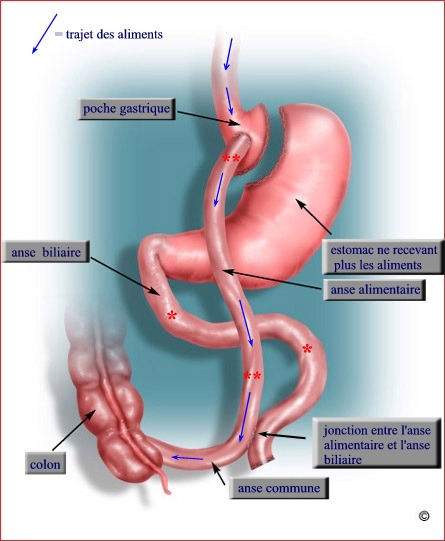 = trajet des aliments
poche gastrique
anse biliaire
estomac ne recevant
plus les aliments
anse alimentaire
**
*
*
**
jonction entre l'anse
alimentaire et l'anse
biliaire
colon
anse commune
©